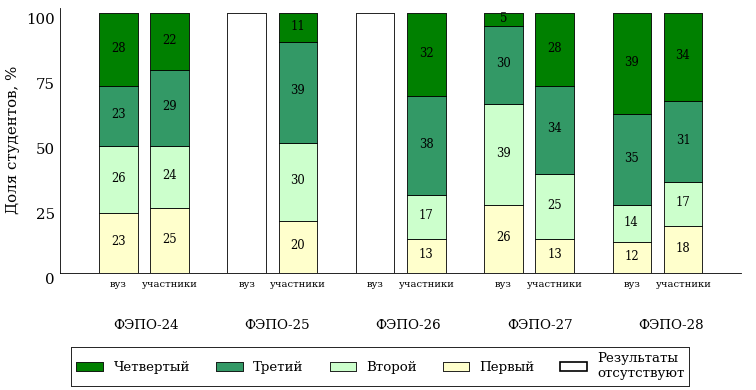 100
75
50
25
0
Доля студентов, %
28 22 11 32 5 28 39 34
23 29 39 38 30 34 35 31
26 24 30 17 39 25 14 17
23 25 20 13 26 13 12 18
вуз участники вуз участники вуз участники вуз участники вуз участники
ФЭПО-24 ФЭПО-25 ФЭПО-26 ФЭПО-27 ФЭПО-28
Четвертый Третий Второй Первый Результаты
отсутствуют